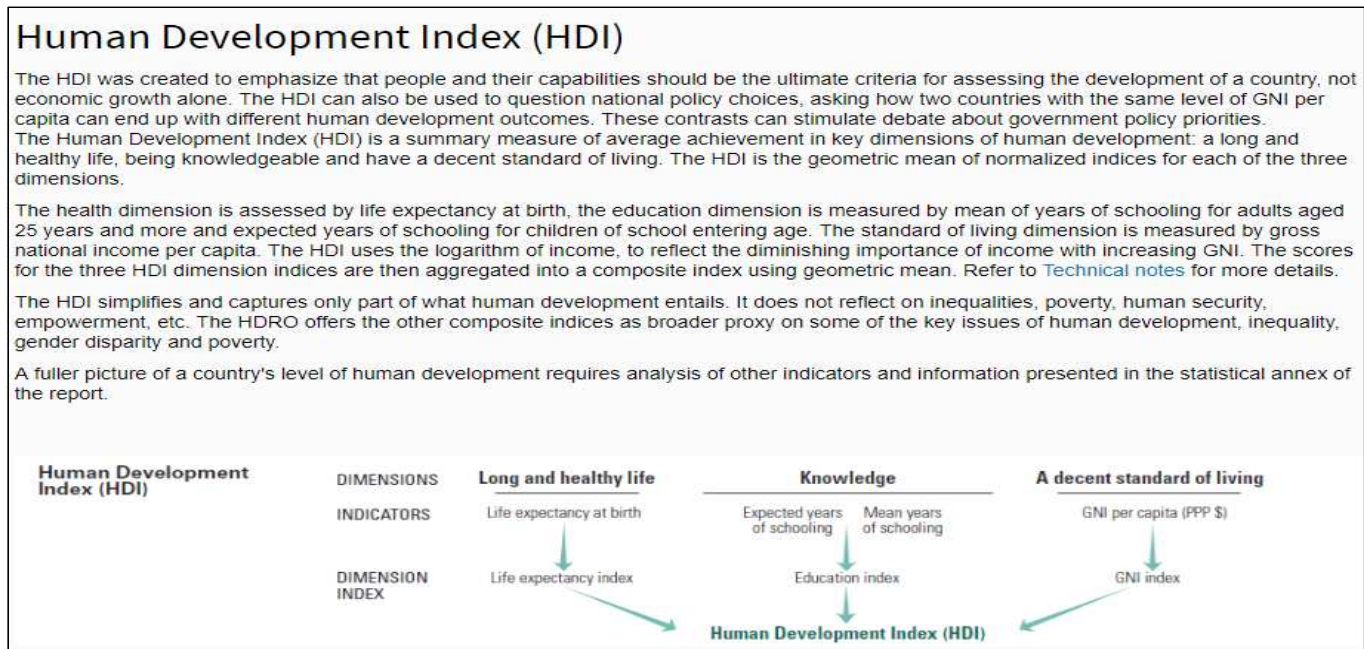 Human Development Index (HDI)
The HDI was created to emphasize that people and their capabilities should be the ultimate criteria for assessing the development of a country, not
economic growth alone. The HDI can also be used to question national policy choices, asking how two countries with the same level of GNI per
capita can end up with different human development outcomes. These contrasts can stimulate debate about government policy priorities.
The Human Development Index (HDI) is a summary measure of average achievement in key dimensions of human development: a long and
healthy life, being knowledgeable and have a decent standard of living. The HDI is the geometric mean of normalized indices for each of the three
dimensions.
The health dimension is assessed by life expectancy at birth, the education dimension is measured by mean of years of schooling for adults aged
25 years and more and expected years of schooling for children of school entering age. The standard of living dimension is measured by gross
national income per capita. The HDI uses the logarithm of income, to reflect the diminishing importance of income with increasing GNI. The scores
for the three HDI dimension indices are then aggregated into a composite index using geometric mean. Refer to Technical notes for more details.
The HDI simplifies and captures only part of what human development entails. It does not reflect on inequalities, poverty, human security,
empowerment, etc. The HDRO offers the other composite indices as broader proxy on some of the key issues of human development, inequality,
gender disparity and poverty.
A fuller picture of a country's level of human development requires analysis of other indicators and information presented in the statistical annex of
the report.
Human Development
Index (HDI)
DIMENSIONS Long and healthy life Knowledge A decent standard of living
INDICATORS Life expectancy at birth Expected years of schooling Mean years of schooling GNI per capita (PPP $)
DIMENSION
INDEX
Life expectancy index Education index GNI index
Human Development Index (HDI)